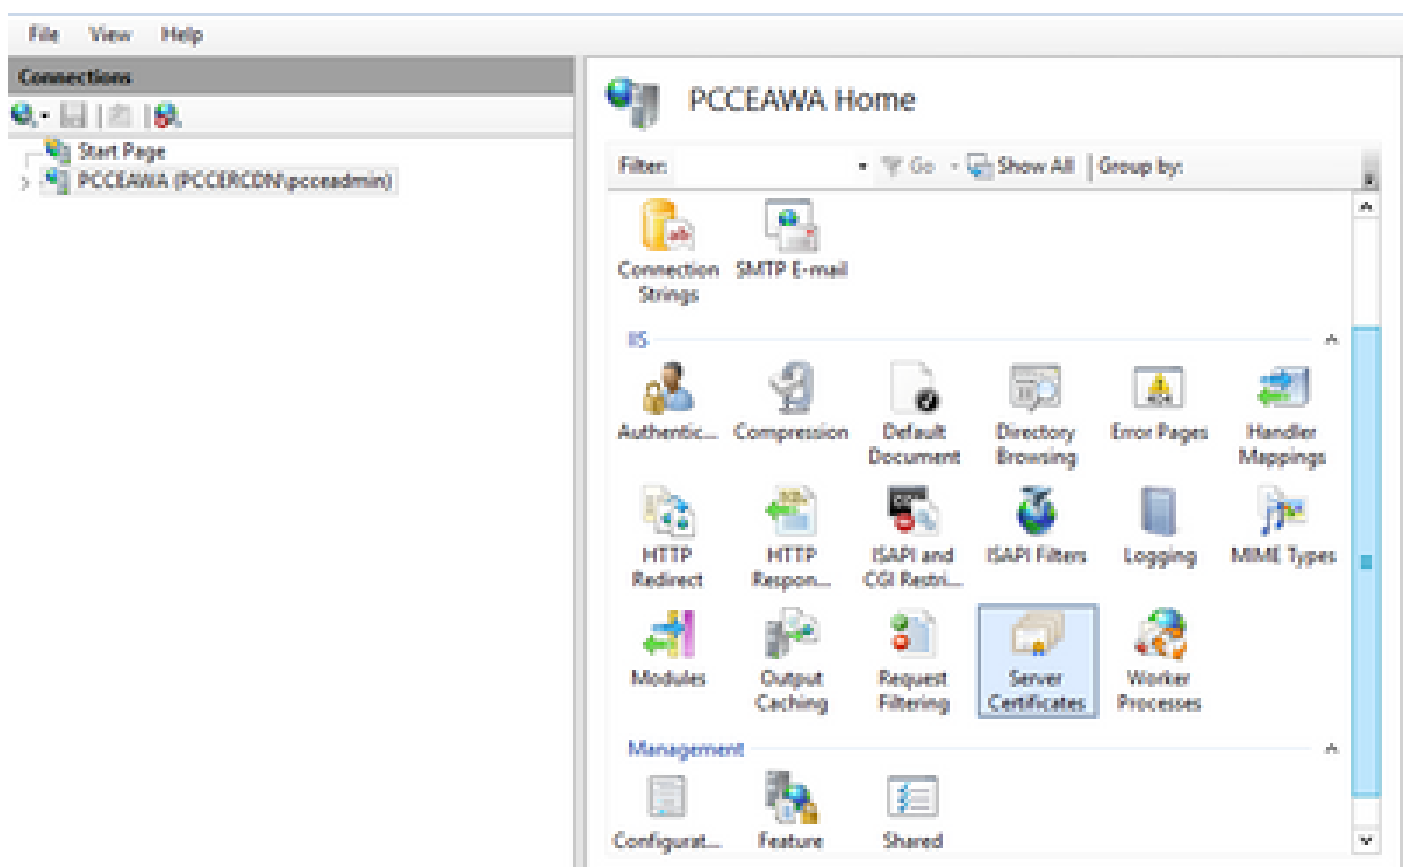 File View Help
Connections
Start Page
PCCEAWA (PCCERCDN\pcceadmin)
PCCEAWA Home
Filter: Go Show All Group by:
Connection Strings
SMTP E-mail
IIS
Authentic...
Compression
Default Document
Directory Browsing
Error Pages
Handler Mappings
HTTP Redirect
HTTP Respon...
ISAPI and CGI Restri...
ISAPI Filters
Logging
MIME Types
Modules
Output Caching
Request Filtering
Server Certificates
Worker Processes
Management
Configurat...
Feature
Shared